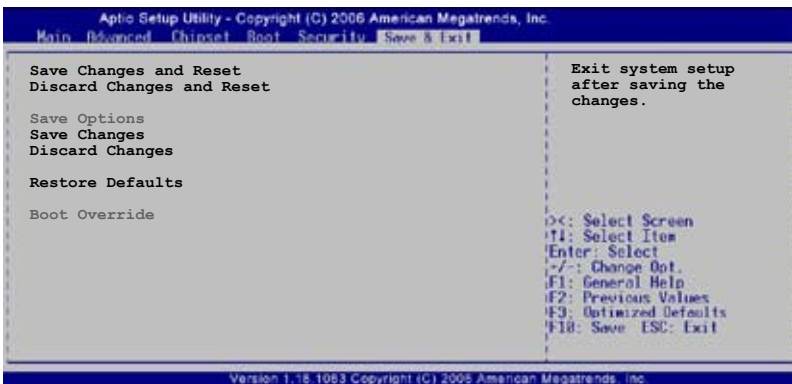 Aptio Setup Utility - Copyright (C) 2006 American Megatrends, Inc.
Main Advanced Chipset Boot Security Save & Exit
Save Changes and Reset
Discard Changes and Reset
Save Options
Save Changes
Discard Changes
Restore Defaults
Boot Override
Exit system setup
after saving the
changes.
><: Select Screen
↑↓: Select Item
Enter: Select
-/-: Change Opt.
F1: General Help
F2: Previous Values
F3: Optimized Defaults
F10: Save ESC: Exit
Version 1.16.1063 Copyright (C) 2006 American Megatrends, Inc.